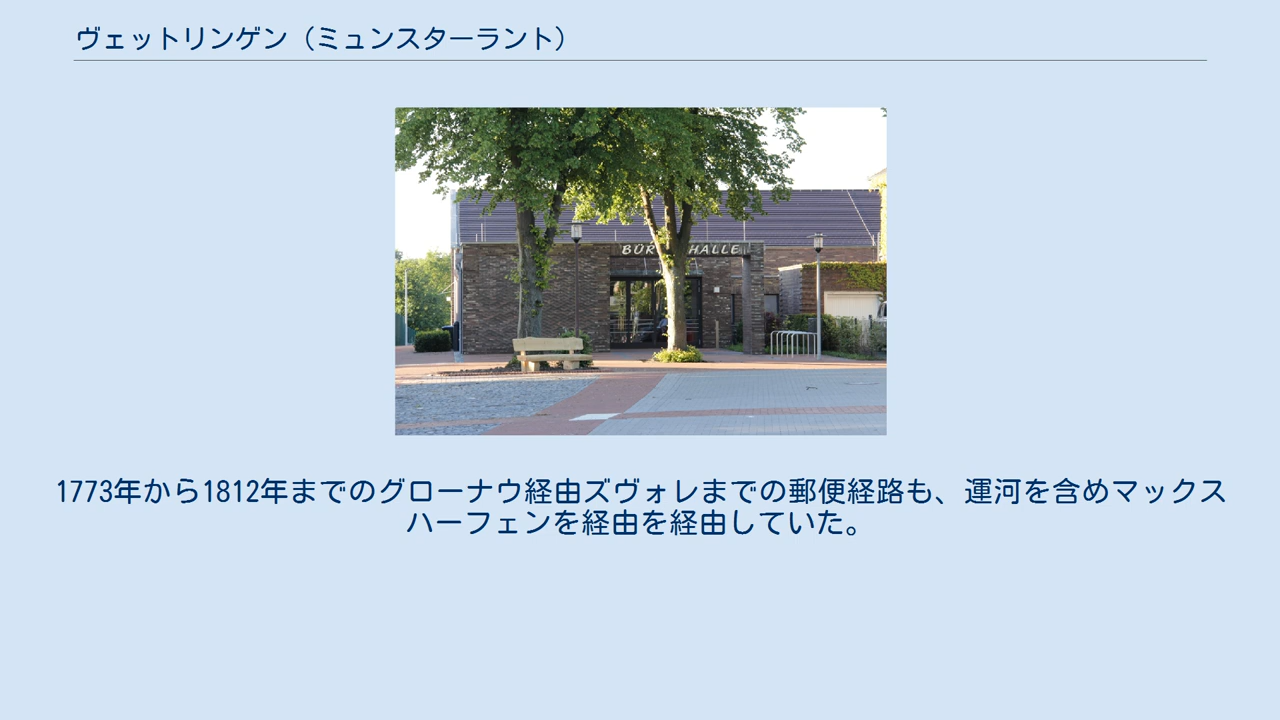 ヴェットリンゲン（ミュンスターラント）
BÜR HALLE
1773年から1812年までのグローナウ経由ズヴォレまでの郵便経路も、運河を含めマックス
ハーフェンを経由を経由していた。